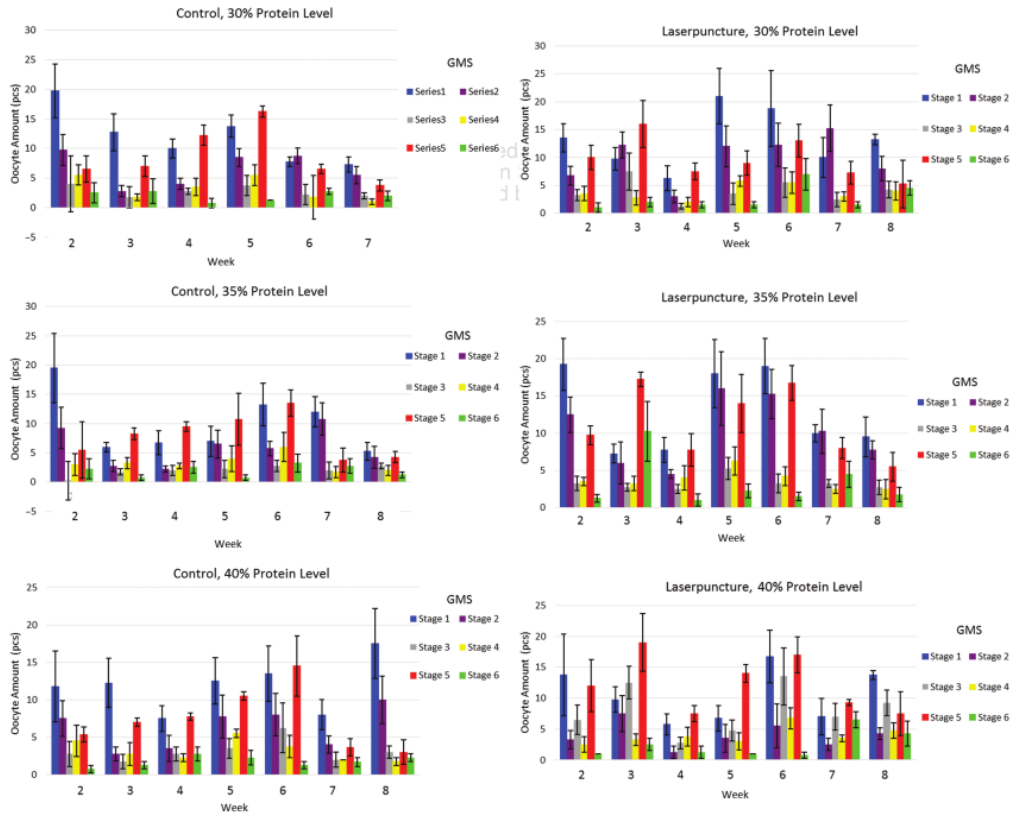 Control, 30% Protein Level
Oocyte Amount (pcs)
30
25
20
15
10
5
0
−5
2 3 4 5 6 7
Week
GMS
Series1 Series2
Series3 Series4
Series5 Series6
Laserpuncture, 30% Protein Level
Oocyte Amount (pcs)
30
25
20
15
10
5
0
2 3 4 5 6 7 8
Week
GMS
Stage 1 Stage 2
Stage 3 Stage 4
Stage 5 Stage 6
Control, 35% Protein Level
Oocyte Amount (pcs)
30
25
20
15
10
5
0
−5
2 3 4 5 6 7 8
Week
GMS
Stage 1 Stage 2
Stage 3 Stage 4
Stage 5 Stage 6
Laserpuncture, 35% Protein Level
Oocyte Amount (pcs)
25
20
15
10
5
0
2 3 4 5 6 7 8
Week
GMS
Stage 1 Stage 2
Stage 3 Stage 4
Stage 5 Stage 6
Control, 40% Protein Level
Oocyte Amount (pcs)
25
20
15
10
5
0
2 3 4 5 6 7 8
Week
GMS
Stage 1 Stage 2
Stage 3 Stage 4
Stage 5 Stage 6
Laserpuncture, 40% Protein Level
Oocyte Amount (pcs)
25
20
15
10
5
0
2 3 4 5 6 7 8
Week
GMS
Stage 1 Stage 2
Stage 3 Stage 4
Stage 5 Stage 6